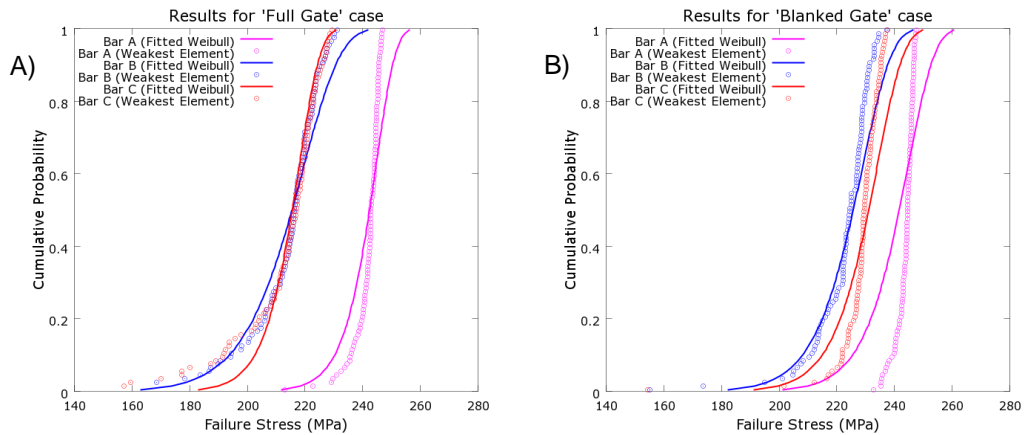 A)
Results for 'Full Gate' case
Bar A (Fitted Weibull)
Bar A (Weakest Element)
Bar B (Fitted Weibull)
Bar B (Weakest Element)
Bar C (Fitted Weibull)
Bar C (Weakest Element)
Cumulative Probability
1
0.8
0.6
0.4
0.2
0
140 160 180 200 220 240 260 280
Failure Stress (MPa)
B)
Results for 'Blanked Gate' case
Bar A (Fitted Weibull)
Bar A (Weakest Element)
Bar B (Fitted Weibull)
Bar B (Weakest Element)
Bar C (Fitted Weibull)
Bar C (Weakest Element)
Cumulative Probability
1
0.8
0.6
0.4
0.2
0
140 160 180 200 220 240 260 280
Failure Stress (MPa)